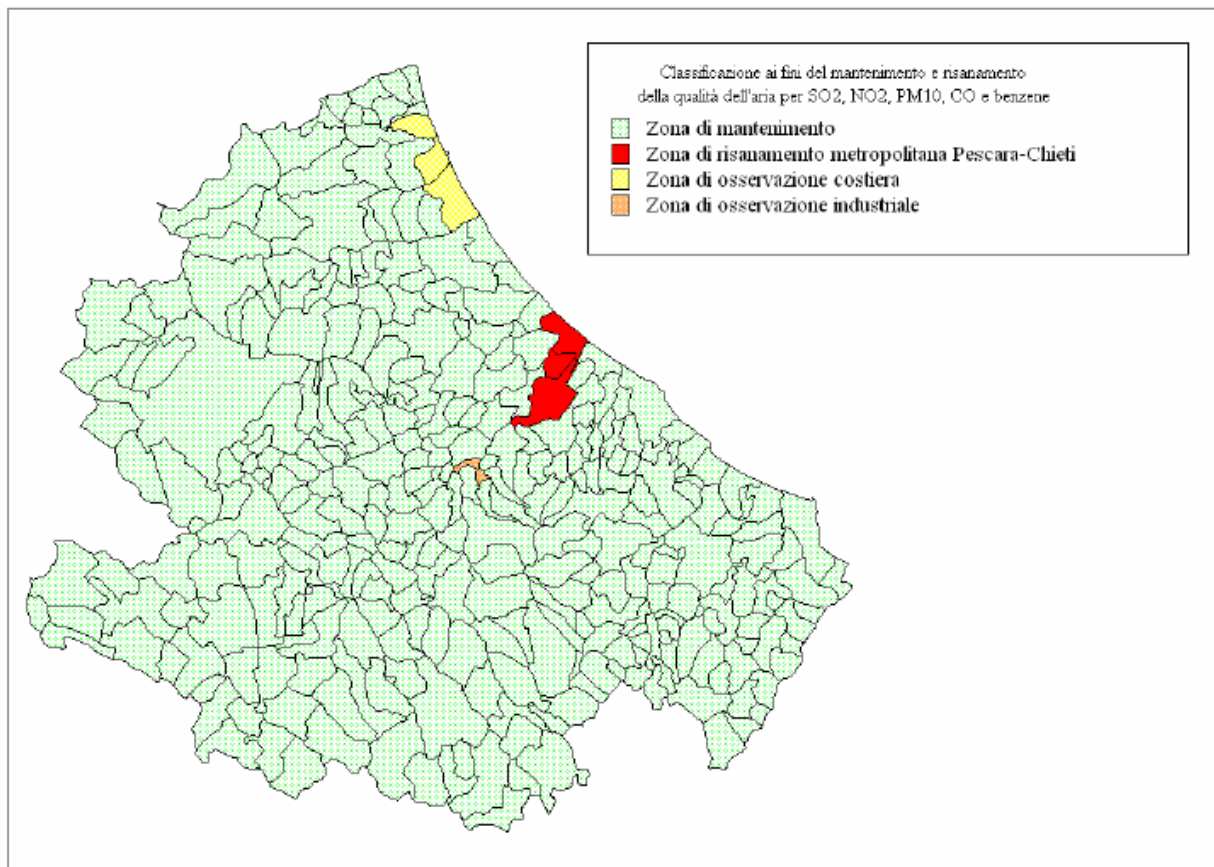 Classificazione ai fini del mantenimento e risanamento
della qualità dell'aria per SO2, NO2, PM10, CO e benzene
Zona di mantenimento
Zona di risanamemto metropolitana Pescara-Chieti
Zona di osservazione costiera
Zona di osservazione industriale